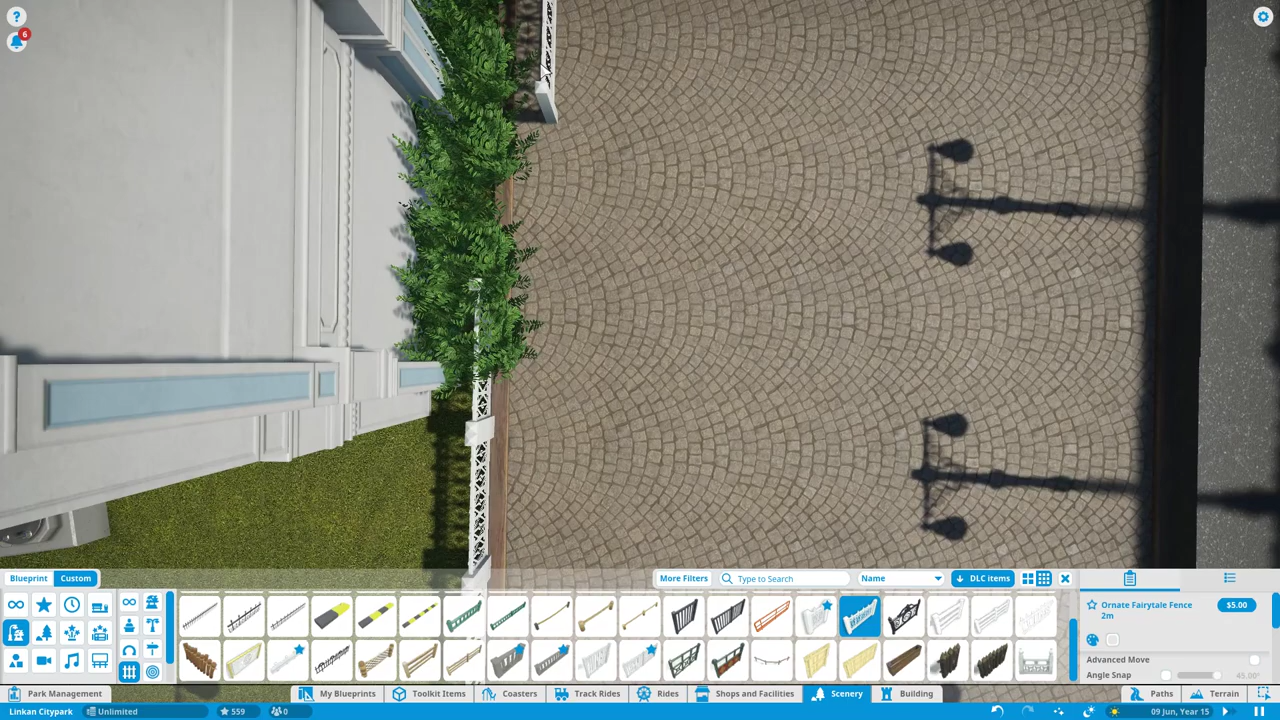 ?
6
Blueprint
Custom
More Filters
Type to Search
Name
DLC items
Ornate Fairytale Fence
2m
$5.00
Advanced Move
Angle Snap
45.00°
Park Management
My Blueprints
Toolkit Items
Coasters
Track Rides
Rides
Shops and Facilities
Scenery
Building
Paths
Terrain
Linkan Citypark
Unlimited
559
0
09 Jun, Year 15